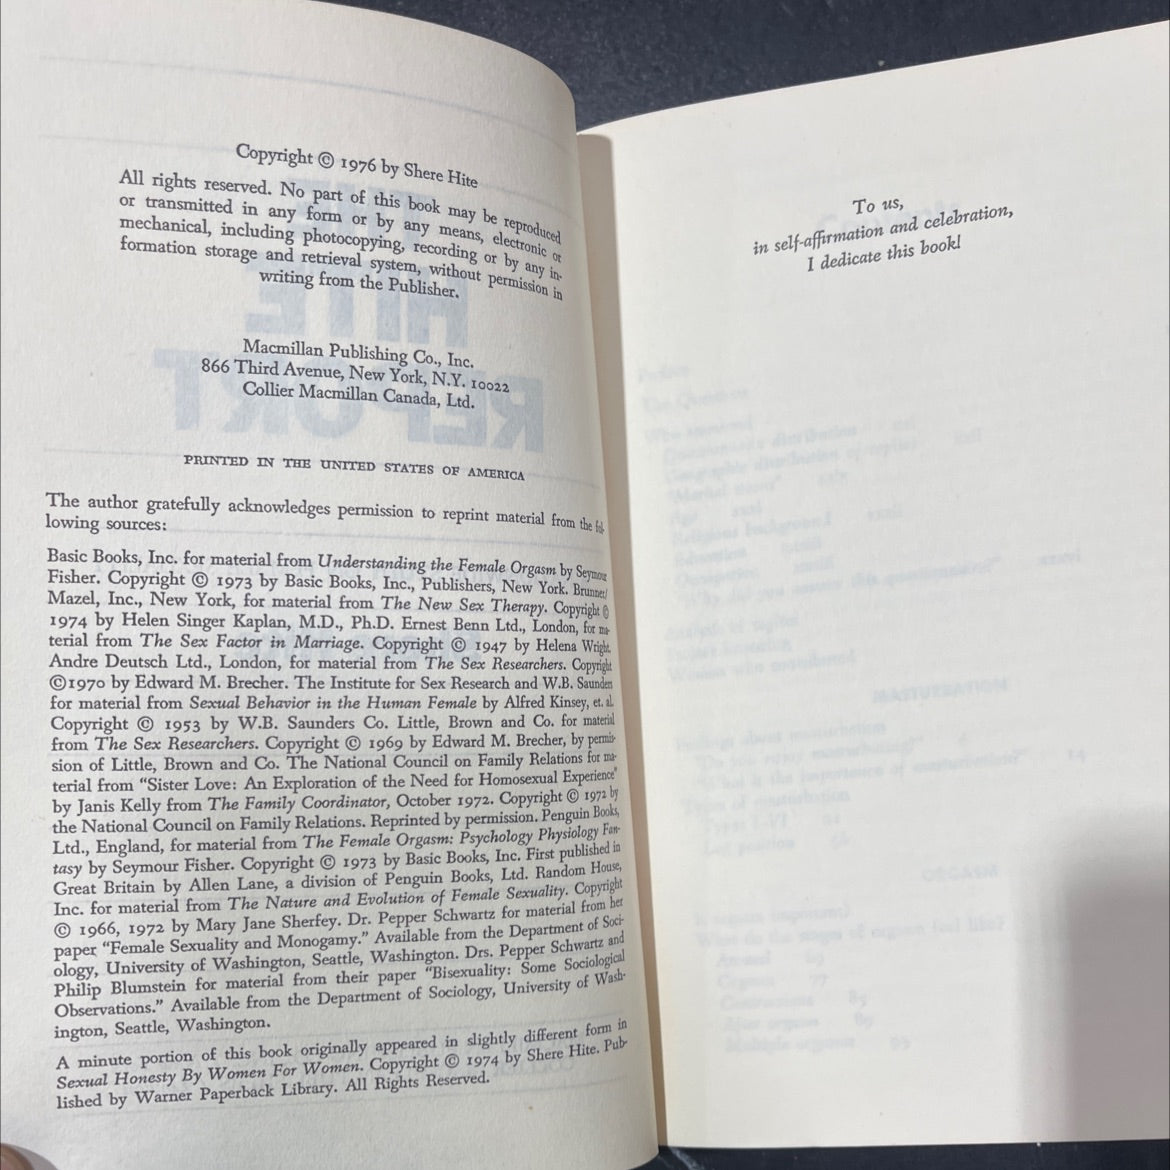 Copyright © 1976 by Shere Hite
All rights reserved. No part of this book may be reproduced
or transmitted in any form or by any means, electronic or
mechanical, including photocopying, recording or by any in-
formation storage and retrieval system, without permission in
writing from the Publisher.
Macmillan Publishing Co., Inc.
866 Third Avenue, New York, N.Y. 10022
Collier Macmillan Canada, Ltd.
PRINTED IN THE UNITED STATES OF AMERICA
The author gratefully acknowledges permission to reprint material from the fol-
lowing sources:
Basic Books, Inc. for material from Understanding the Female Orgasm by Seymour
Fisher. Copyright © 1973 by Basic Books, Inc., Publishers, New York. Brunner/
Mazel, Inc., New York, for material from The New Sex Therapy. Copyright ©
1974 by Helen Singer Kaplan, M.D., Ph.D. Ernest Benn Ltd., London, for ma-
terial from The Sex Factor in Marriage. Copyright © 1947 by Helena Wright.
Andre Deutsch Ltd., London, for material from The Sex Researchers. Copyright
©1970 by Edward M. Brecher. The Institute for Sex Research and W.B. Saunders
for material from Sexual Behavior in the Human Female by Alfred Kinsey, et. al.
Copyright © 1953 by W.B. Saunders Co. Little, Brown and Co. for material
from The Sex Researchers. Copyright © 1969 by Edward M. Brecher, by permis-
sion of Little, Brown and Co. The National Council on Family Relations for ma-
terial from “Sister Love: An Exploration of the Need for Homosexual Experience”
by Janis Kelly from The Family Coordinator, October 1972. Copyright © 1972 by
the National Council on Family Relations. Reprinted by permission. Penguin Books,
Ltd., England, for material from The Female Orgasm: Psychology Physiology Fan-
tasy by Seymour Fisher. Copyright © 1973 by Basic Books, Inc. First published in
Great Britain by Allen Lane, a division of Penguin Books, Ltd. Random House,
Inc. for material from The Nature and Evolution of Female Sexuality. Copyright
© 1966, 1972 by Mary Jane Sherfey. Dr. Pepper Schwartz for material from her
paper “Female Sexuality and Monogamy.” Available from the Department of Soci-
ology, University of Washington, Seattle, Washington. Drs. Pepper Schwartz and
Philip Blumstein for material from their paper “Bisexuality: Some Sociological
Observations.” Available from the Department of Sociology, University of Wash-
ington, Seattle, Washington.
A minute portion of this book originally appeared in slightly different form in
Sexual Honesty By Women For Women. Copyright © 1974 by Shere Hite. Pub-
lished by Warner Paperback Library. All Rights Reserved.
To us,
in self-affirmation and celebration,
I dedicate this book!